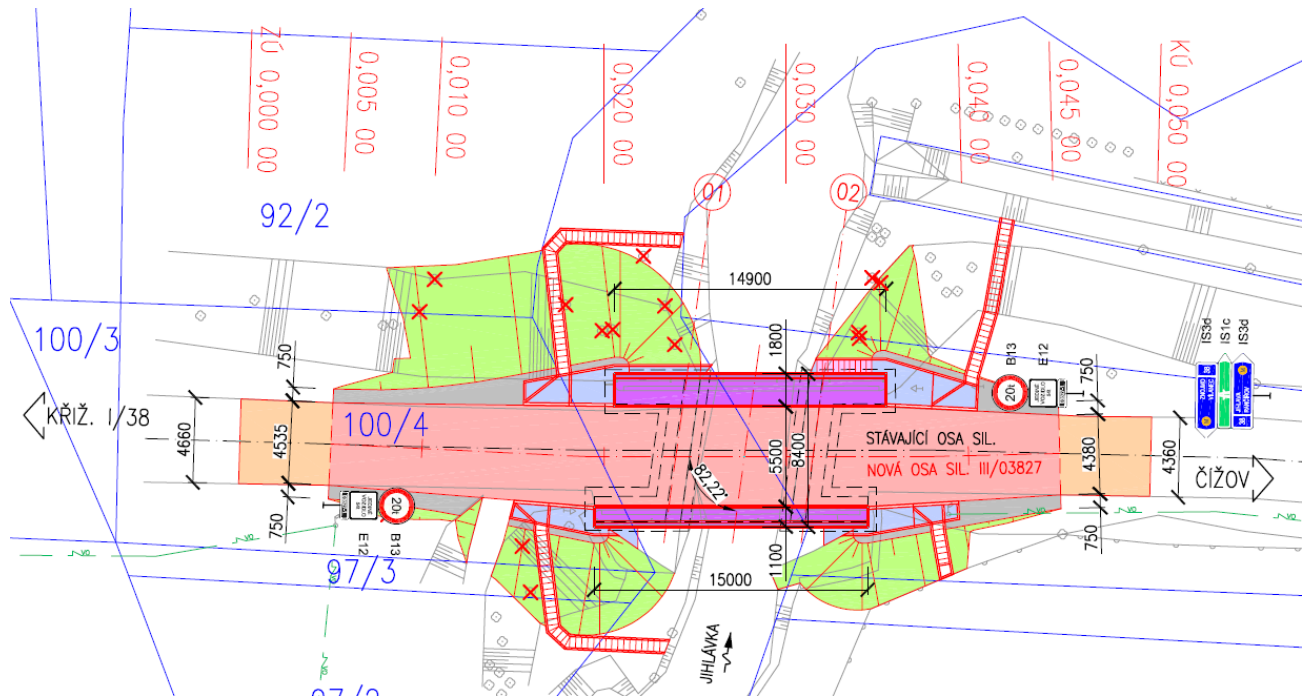 ZÚ 0,000 00
0,005 00
0,010 00
0,020 00
0,030 00
0,040 00
0,045 00
KÚ 0,050 00
92/2
01
02
14900
100/3
750
1800
B13
E12
20t
750
IS3d
IS1c
IS3d
KŘIŽ. I/38
4660
4535
100/4
5500
8400
STÁVAJÍCÍ OSA SIL.
NOVÁ OSA SIL. III/03827
82,22°
4380
4360
ČÍŽOV
750
20t
E12
B13
97/3
1100
750
15000
JIHLÁVKA
97/2